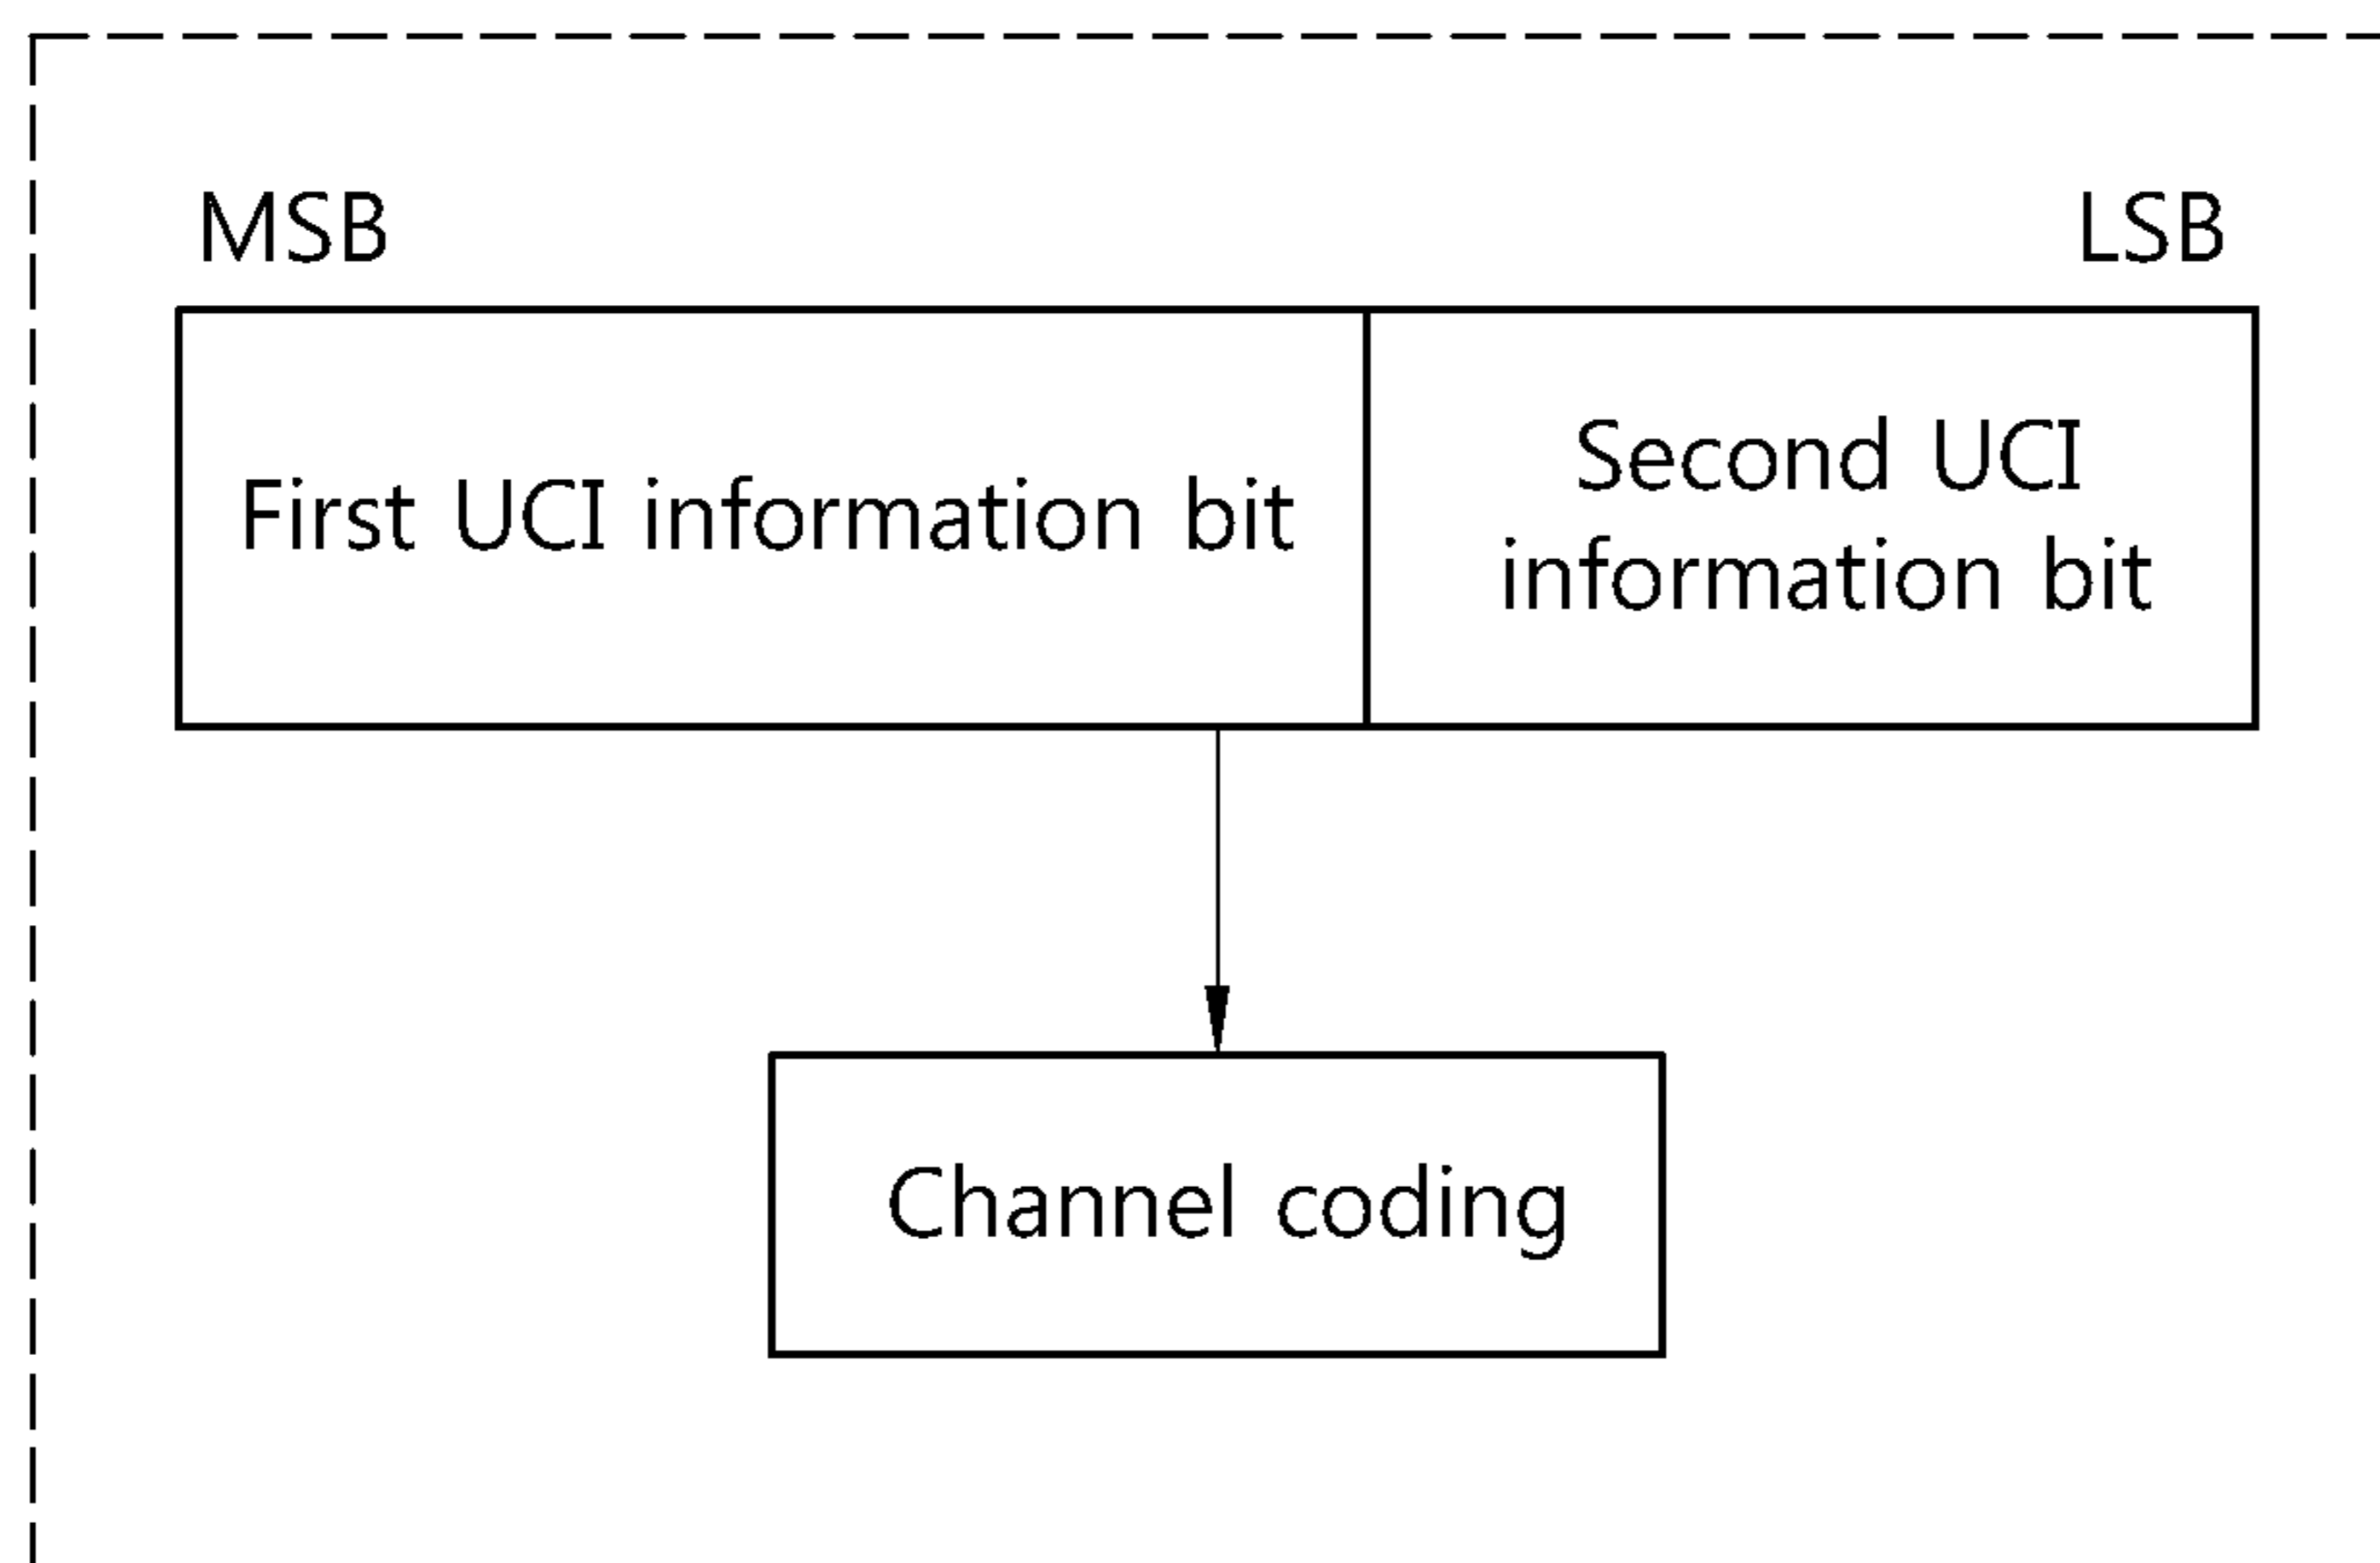 MSB LSB
First UCI information bit
Second UCI
information bit
Channel coding